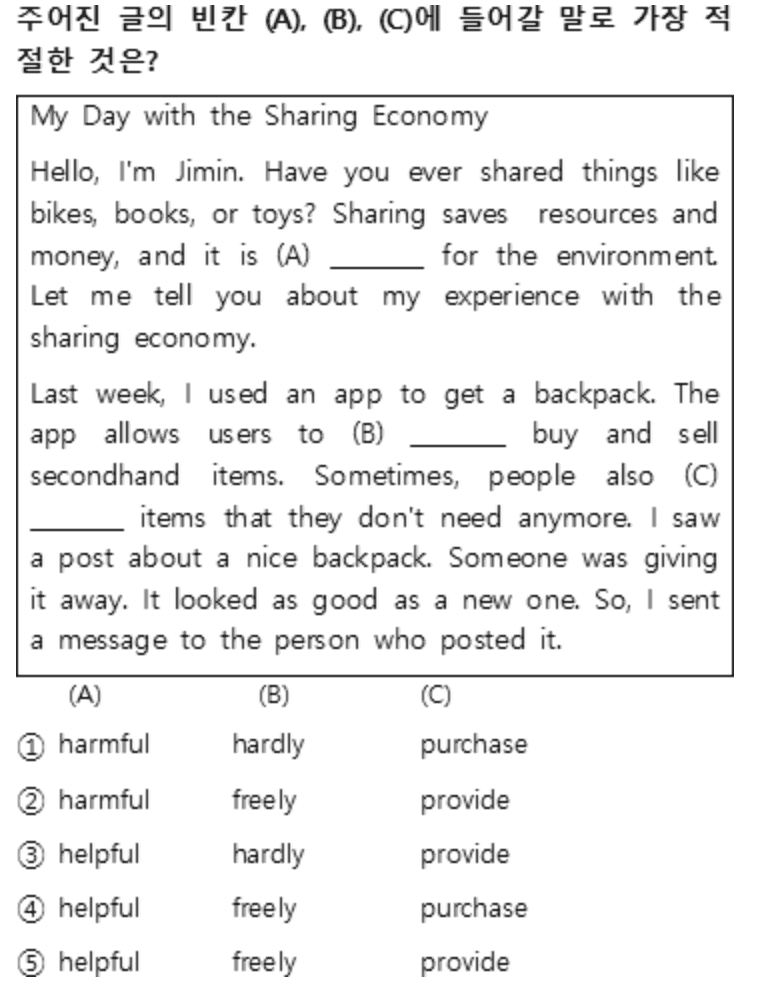 주어진 글의 빈칸 (A), (B), (C)에 들어갈 말로 가장 적
절한 것은?
My Day with the Sharing Economy
Hello, I'm Jimin. Have you ever shared things like
bikes, books, or toys? Sharing saves resources and
money, and it is (A) _______ for the environment.
Let me tell you about my experience with the
sharing economy.
Last week, I used an app to get a backpack. The
app allows users to (B) _______ buy and sell
secondhand items. Sometimes, people also (C)
_______ items that they don't need anymore. I saw
a post about a nice backpack. Someone was giving
it away. It looked as good as a new one. So, I sent
a message to the person who posted it.
(A) (B) (C)
① harmful hardly purchase
② harmful freely provide
③ helpful hardly provide
④ helpful freely purchase
⑤ helpful freely provide